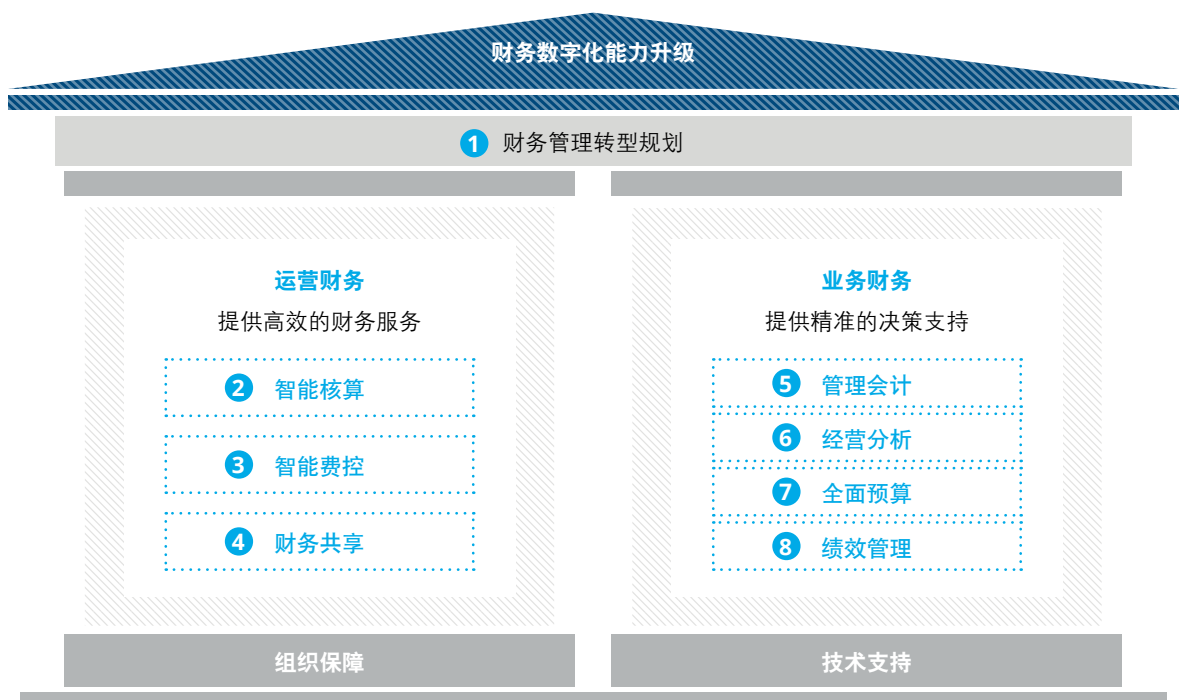 财务数字化能力升级
1 财务管理转型规划
运营财务
提供高效的财务服务
2 智能核算
3 智能费控
4 财务共享
业务财务
提供精准的决策支持
5 管理会计
6 经营分析
7 全面预算
8 绩效管理
组织保障
技术支持